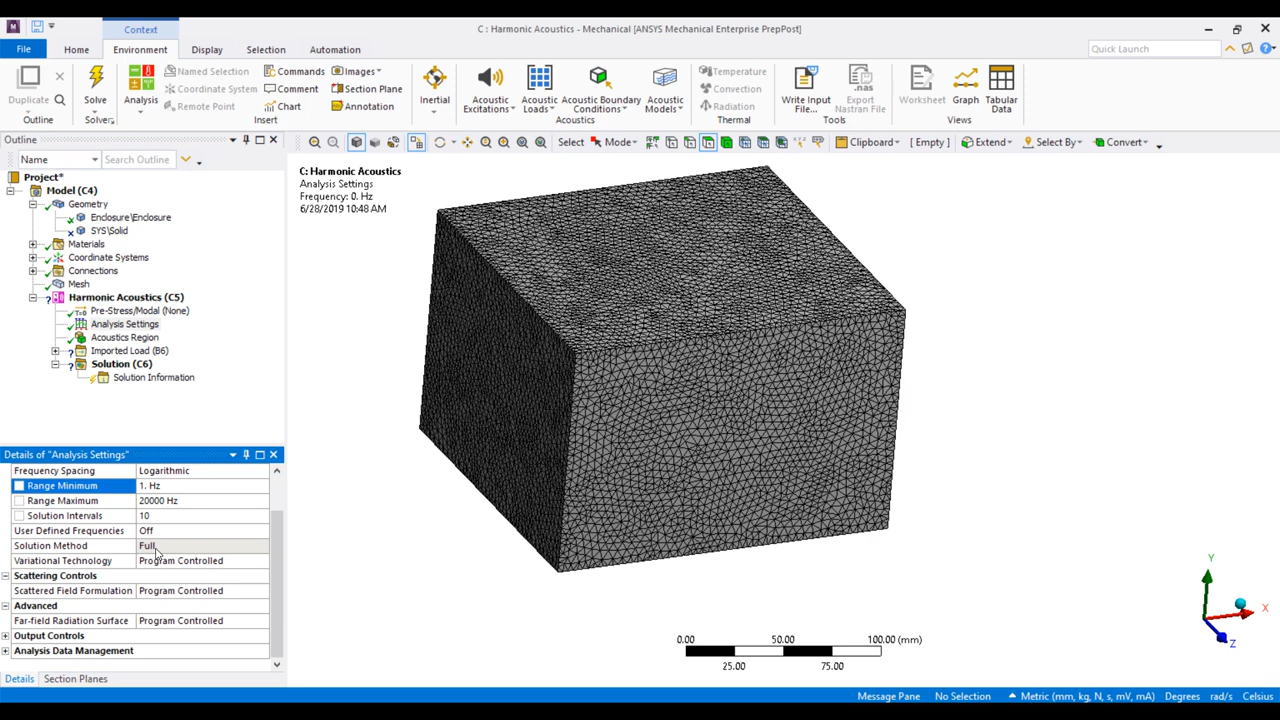 Context
C : Harmonic Acoustics - Mechanical [ANSYS Mechanical Enterprise PrepPost]
File Home Environment Display Selection Automation Quick Launch
Duplicate
Outline
Solve
Solver
Analysis
Named Selection
Coordinate System
Remote Point
Commands
Comment
Chart
Images
Section Plane
Annotation
Insert
Inertial
Acoustic Excitations
Acoustic Loads
Acoustic Boundary Conditions
Acoustic Models
Acoustics
Temperature
Convection
Radiation
Thermal
Write Input File...
Export Nastran File
.nas
Tools
Worksheet
Graph
Tabular Data
Views
Outline
Name Search Outline
Select Mode Clipboard [ Empty ] Extend Select By Convert
Project*
Model (C4)
Geometry
Enclosure\Enclosure
SYS\Solid
Materials
Coordinate Systems
Connections
Mesh
Harmonic Acoustics (C5)
Pre-Stress/Modal (None)
Analysis Settings
Acoustics Region
Imported Load (B6)
Solution (C6)
Solution Information
C: Harmonic Acoustics
Analysis Settings
Frequency: 0. Hz
6/28/2019 10:48 AM
Details of "Analysis Settings"
Frequency Spacing Logarithmic
Range Minimum 1. Hz
Range Maximum 20000 Hz
Solution Intervals 10
User Defined Frequencies Off
Solution Method Full
Variational Technology Program Controlled
Scattering Controls
Scattered Field Formulation Program Controlled
Advanced
Far-field Radiation Surface Program Controlled
Output Controls
Analysis Data Management
Details Section Planes
0.00 50.00 100.00 (mm)
25.00 75.00
Y
X
Z
Message Pane No Selection Metric (mm, kg, N, s, mV, mA) Degrees rad/s Celsius